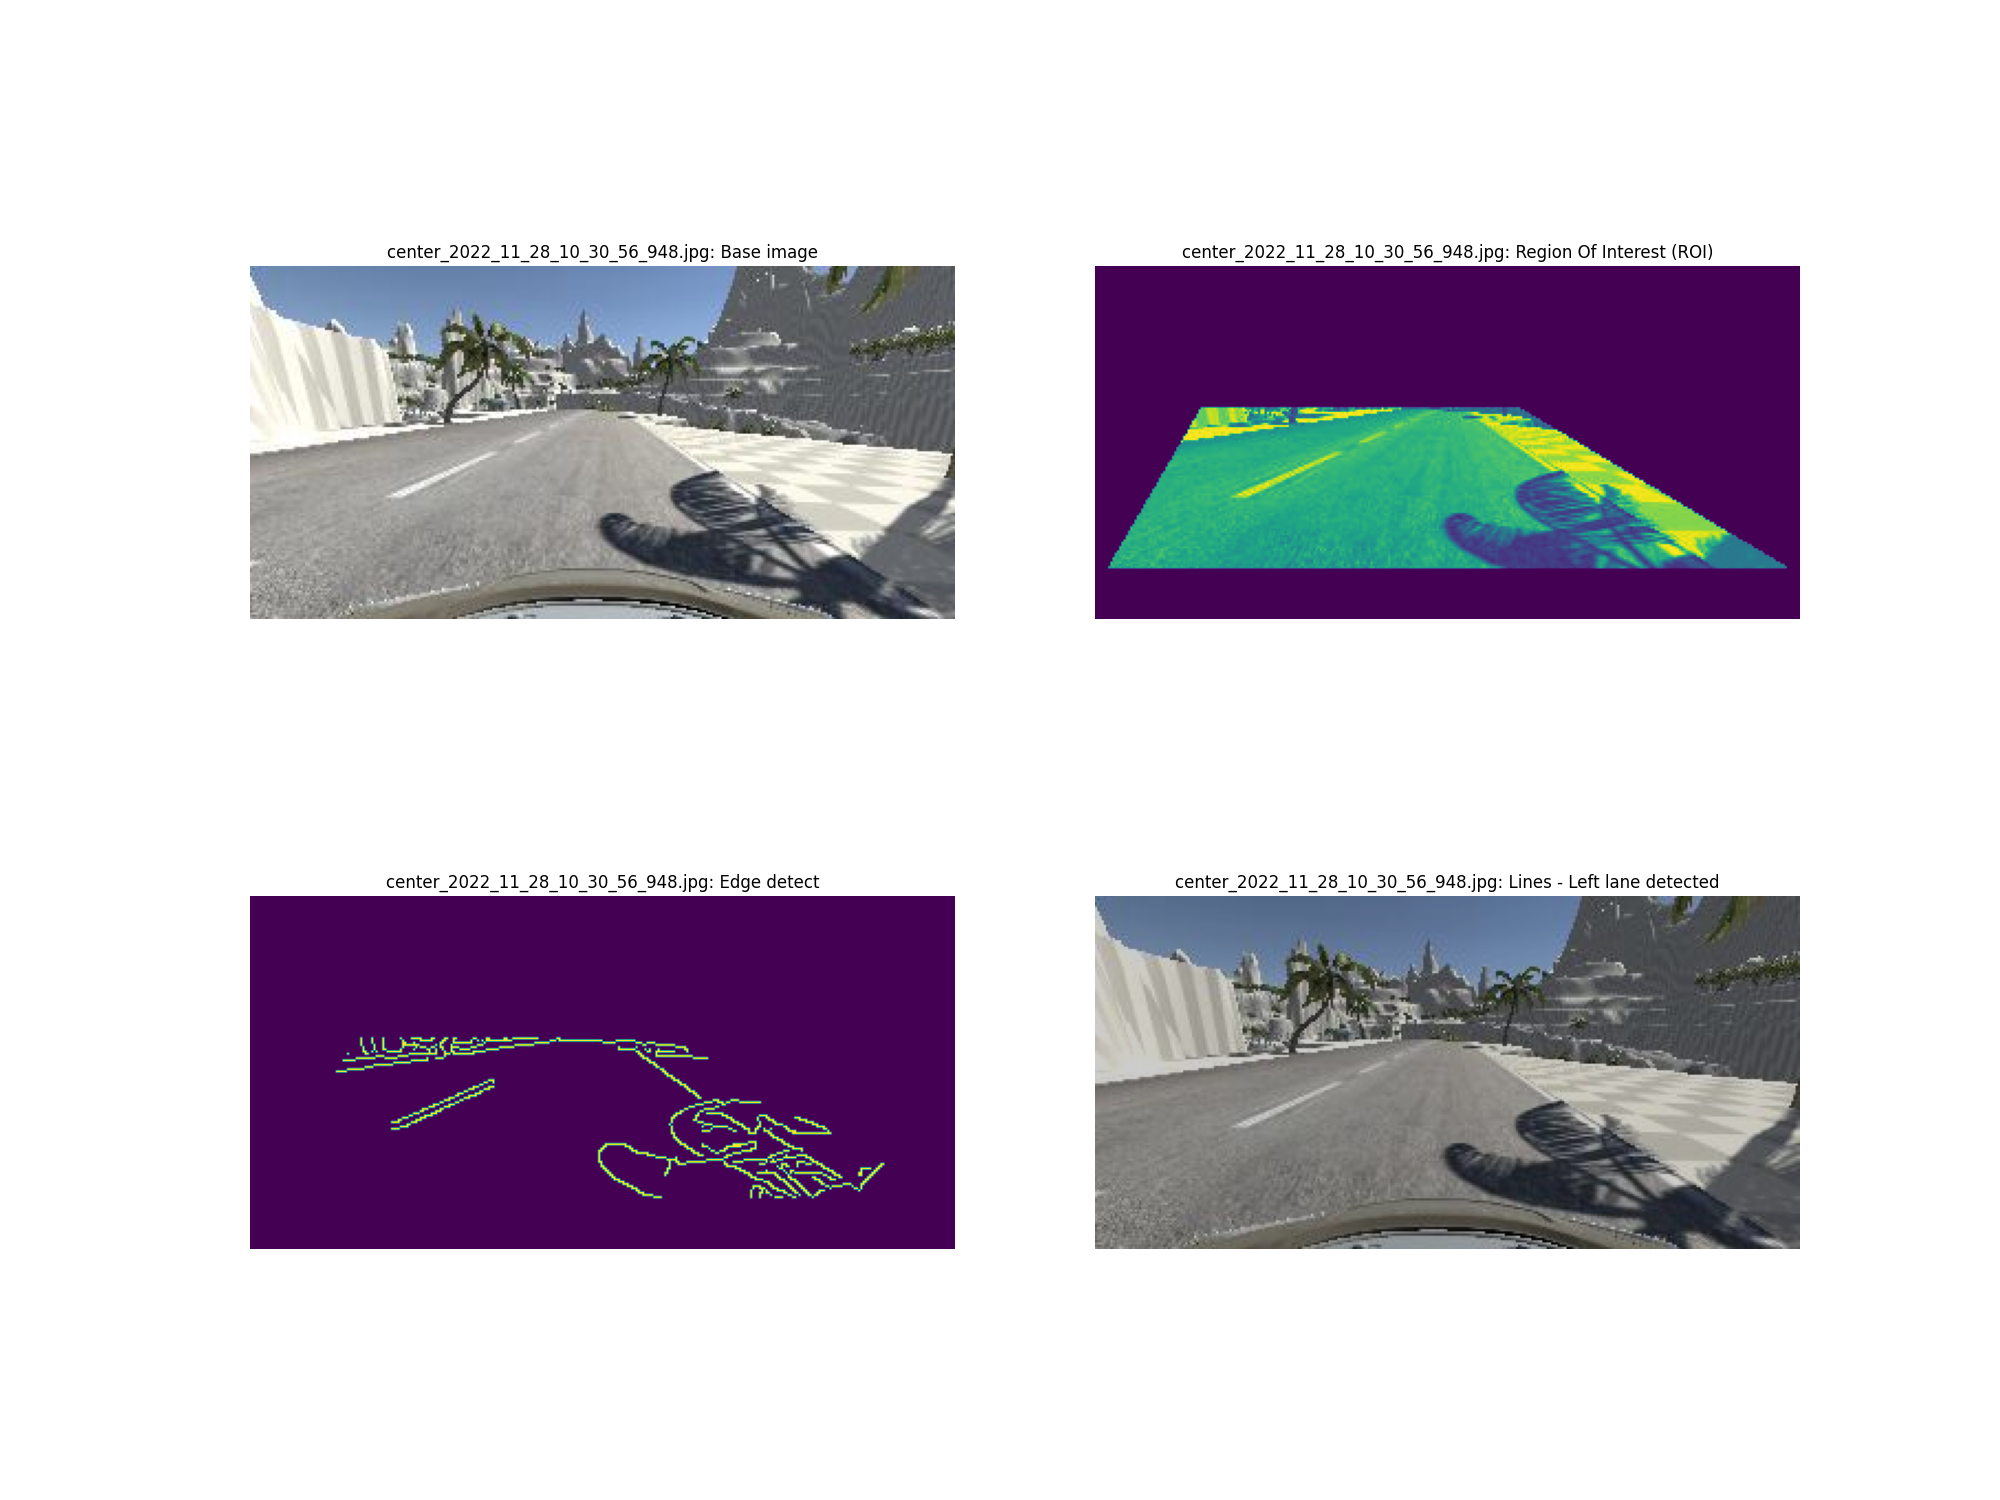 center_2022_11_28_10_30_56_948.jpg: Base image
center_2022_11_28_10_30_56_948.jpg: Region Of Interest (ROI)
center_2022_11_28_10_30_56_948.jpg: Edge detect
center_2022_11_28_10_30_56_948.jpg: Lines - Left lane detected